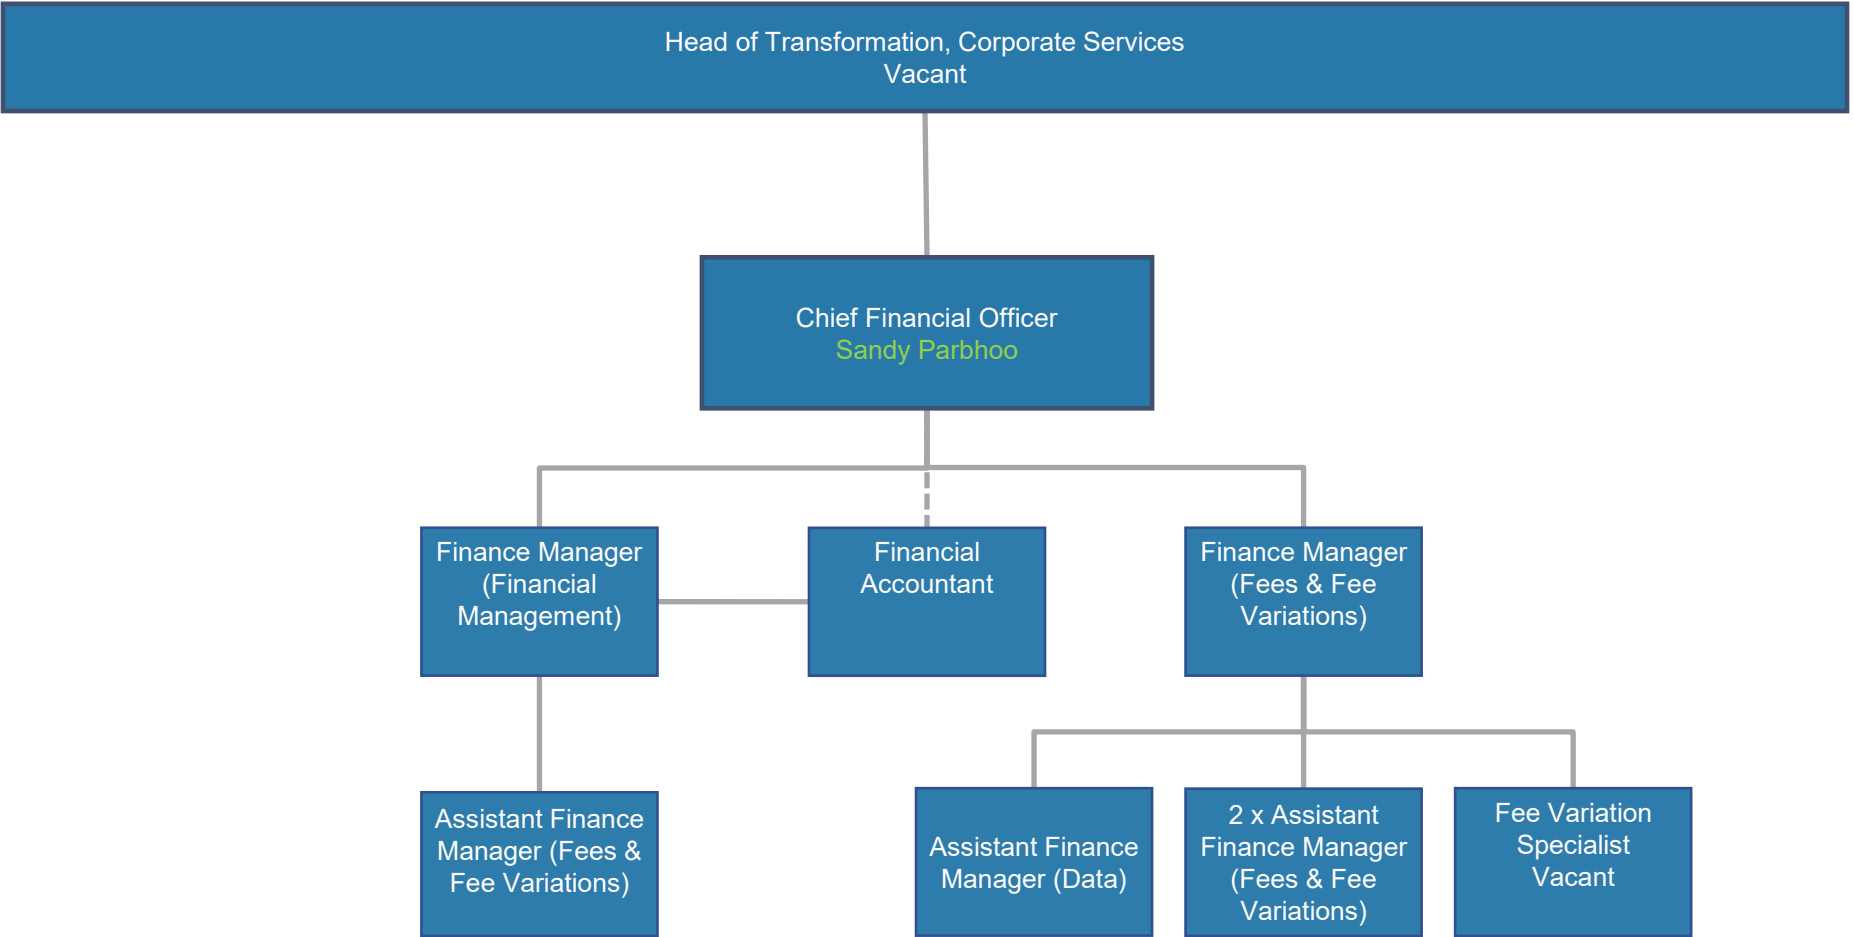 Head of Transformation, Corporate Services
Vacant
Chief Financial Officer
Sandy Parbhoo
Finance Manager
(Financial
Management)
Financial
Accountant
Finance Manager
(Fees & Fee
Variations)
Assistant Finance
Manager (Fees &
Fee Variations)
Assistant Finance
Manager (Data)
2 x Assistant
Finance Manager
(Fees & Fee
Variations)
Fee Variation
Specialist
Vacant